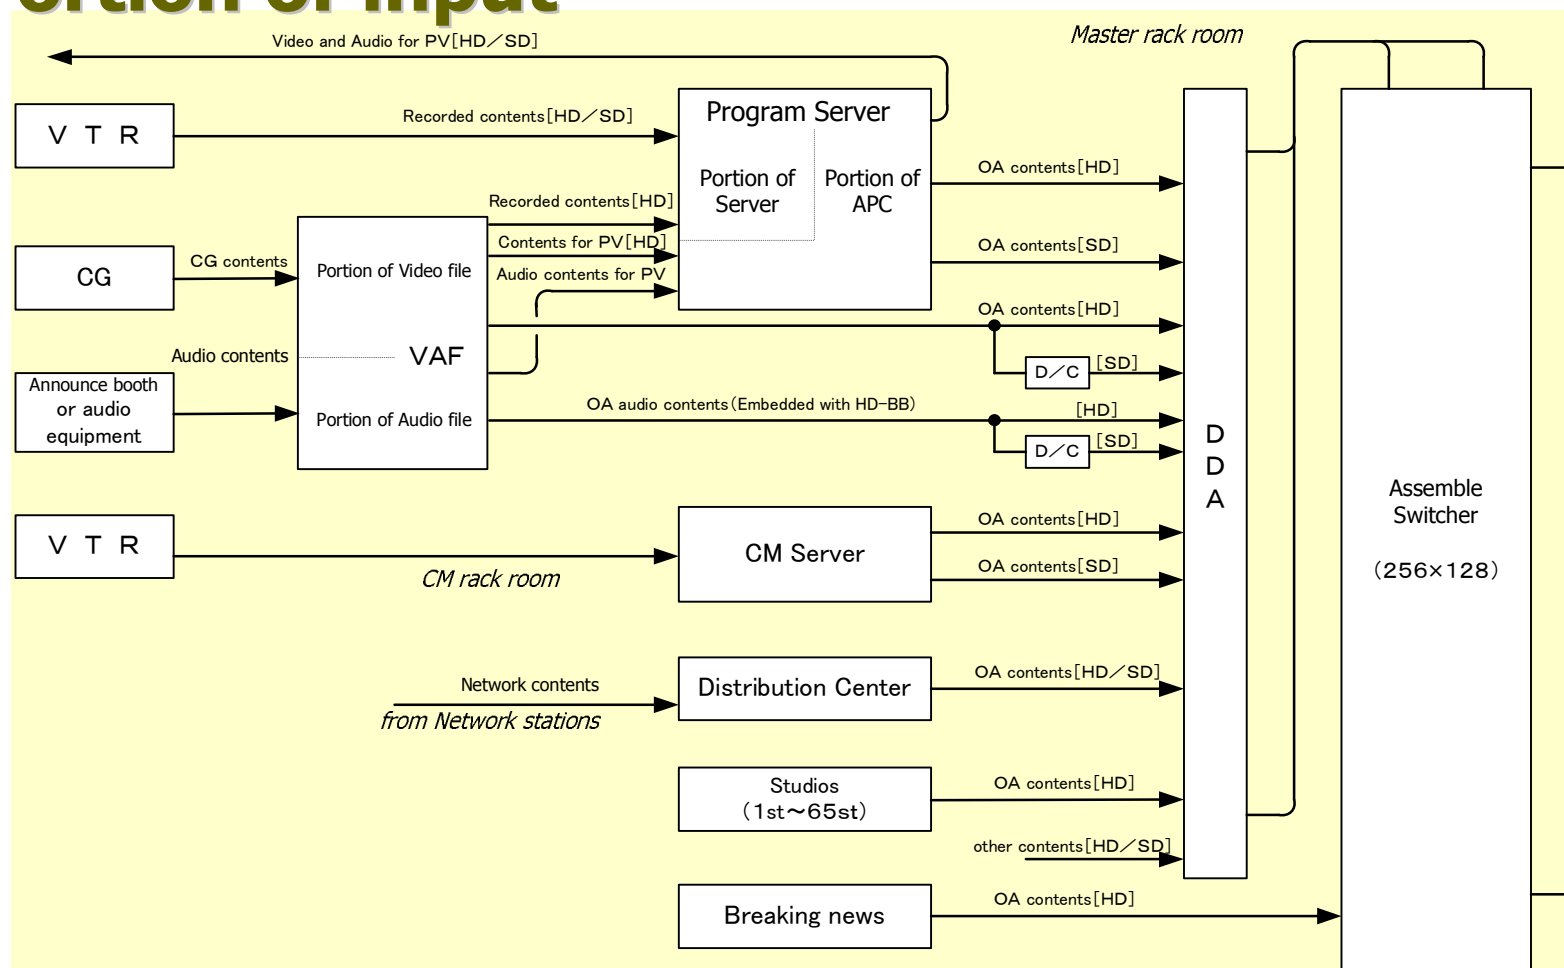 ortion of input
Video and Audio for PV[HD／SD]
Master rack room
ＶＴＲ
Recorded contents[HD／SD]
Program Server
Portion of
Server
Portion of
APC
OA contents[HD]
Recorded contents[HD]
Contents for PV[HD]
Audio contents for PV
OA contents[SD]
CG
CG contents
Portion of Video file
OA contents[HD]
Audio contents
VAF
D／C
[SD]
Announce booth
or audio
equipment
Portion of Audio file
OA audio contents(Embedded with HD-BB)
[HD]
D／C
[SD]
D
D
A
Assemble
Switcher
(256×128)
ＶＴＲ
CM rack room
CM Server
OA contents[HD]
OA contents[SD]
Network contents
from Network stations
Distribution Center
OA contents[HD／SD]
Studios
(1st～65st)
OA contents[HD]
other contents[HD／SD]
Breaking news
OA contents[HD]